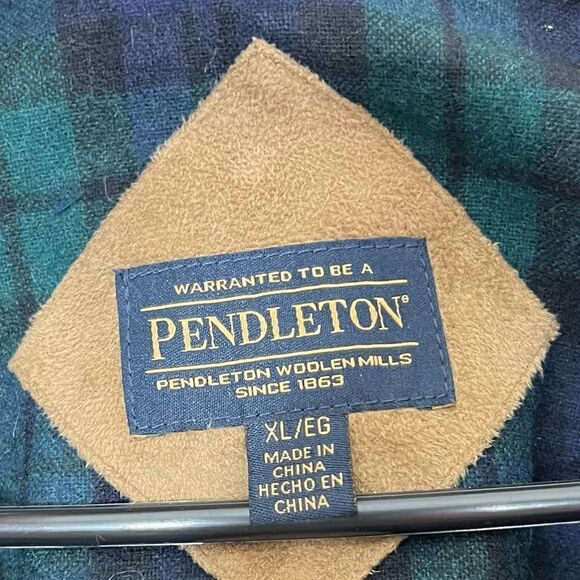 WARRANTED TO BE A
PENDLETON®
PENDLETON WOOLEN MILLS
SINCE 1863
XL/EG
MADE IN
CHINA
HECHO EN
CHINA